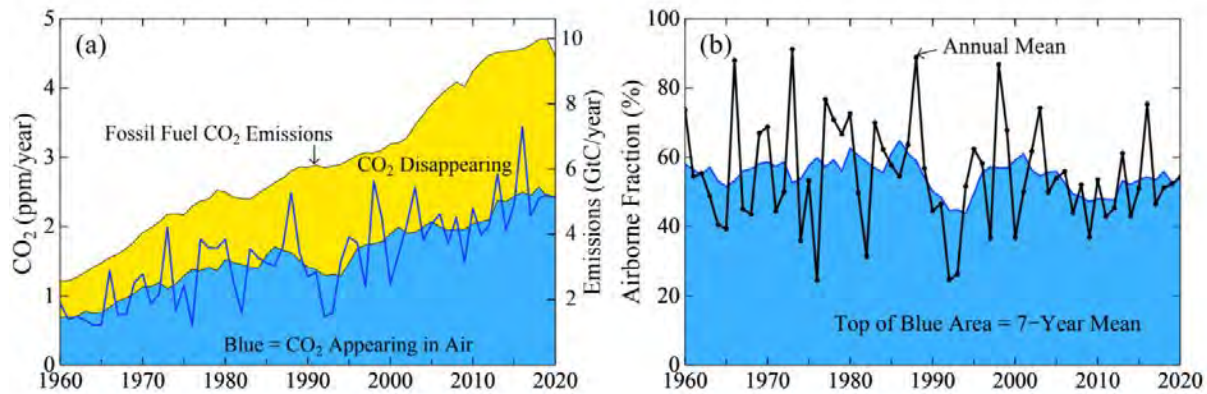 (a)
CO₂ (ppm/year)
5
4
3
2
1
0
Fossil Fuel CO₂ Emissions
CO₂ Disappearing
Blue = CO₂ Appearing in Air
Emissions (GtC/year)
10
8
6
4
2
1960 1970 1980 1990 2000 2010 2020
(b)
Airborne Fraction (%)
100
80
60
40
20
0
Annual Mean
Top of Blue Area = 7−Year Mean
1960 1970 1980 1990 2000 2010 2020